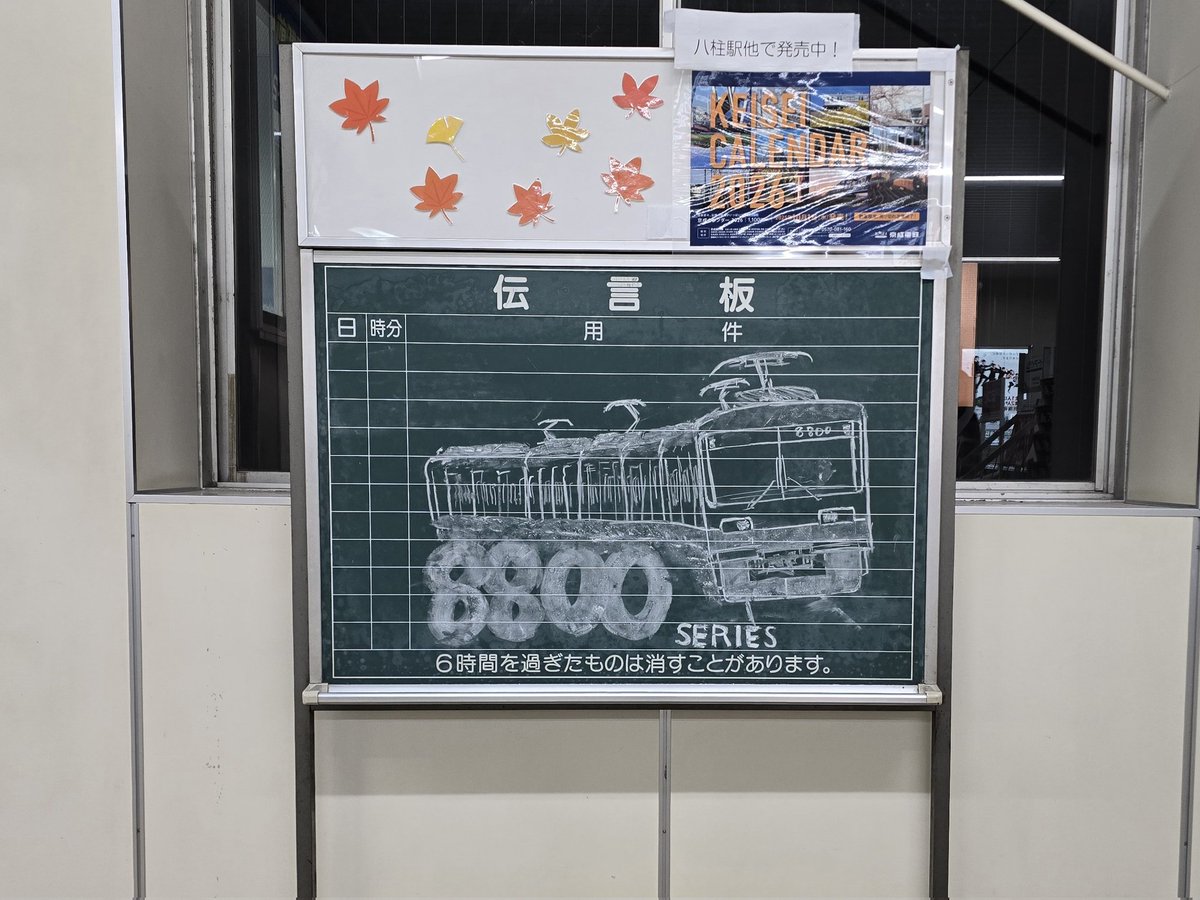 八柱駅他で発売中！
KEISEI
CALENDAR
2026
伝言板
日 時分 用件
8800
8800
SERIES
6時間を過ぎたものは消すことがあります。